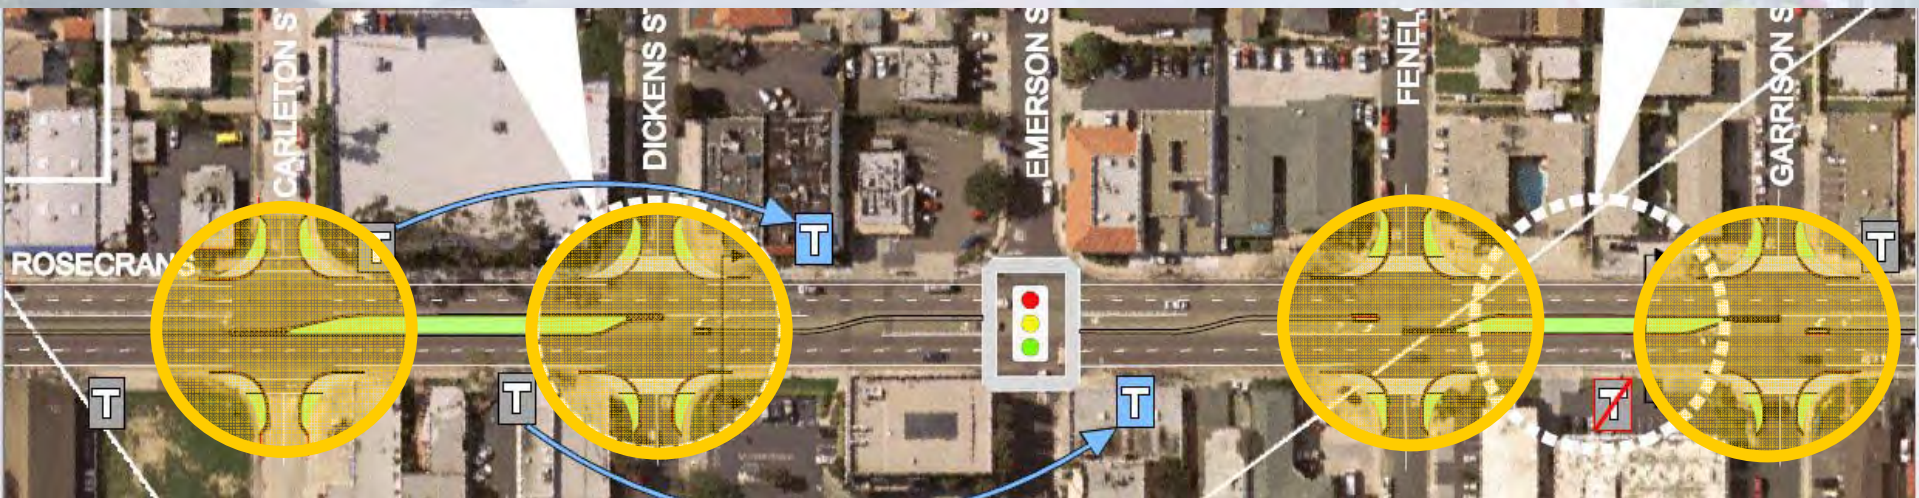 CARLETON S
DICKENS S
EMERSON S
FENEL
GARRISON S
ROSECRANS
T
T
T
T
T
T
T